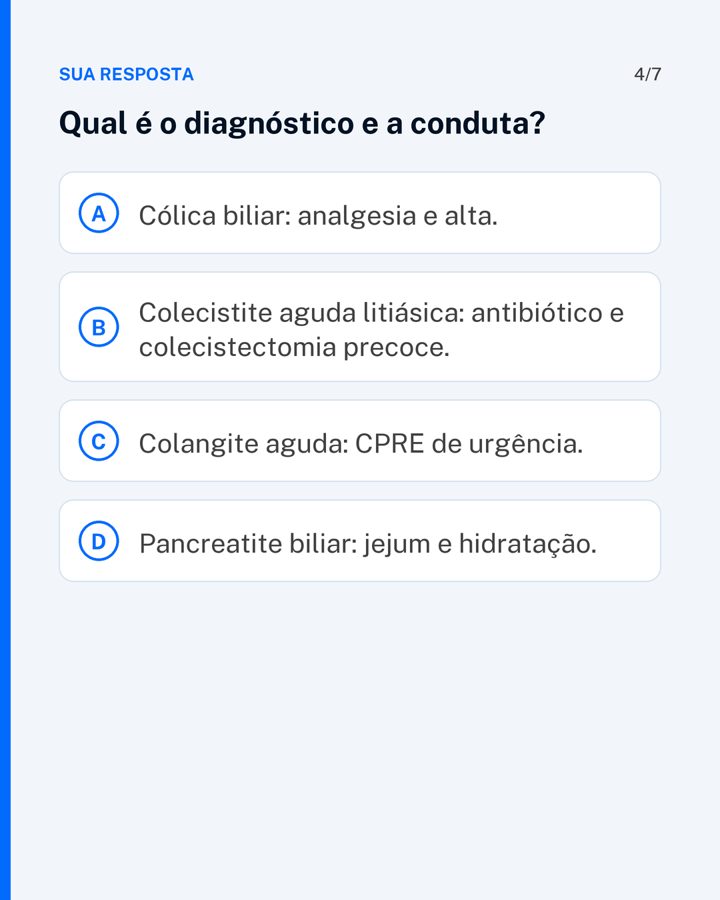 SUA RESPOSTA
4/7
Qual é o diagnóstico e a conduta?
A
Cólica biliar: analgesia e alta.
B
Colecistite aguda litiásica: antibiótico e
colecistectomia precoce.
C
Colangite aguda: CPRE de urgência.
D
Pancreatite biliar: jejum e hidratação.